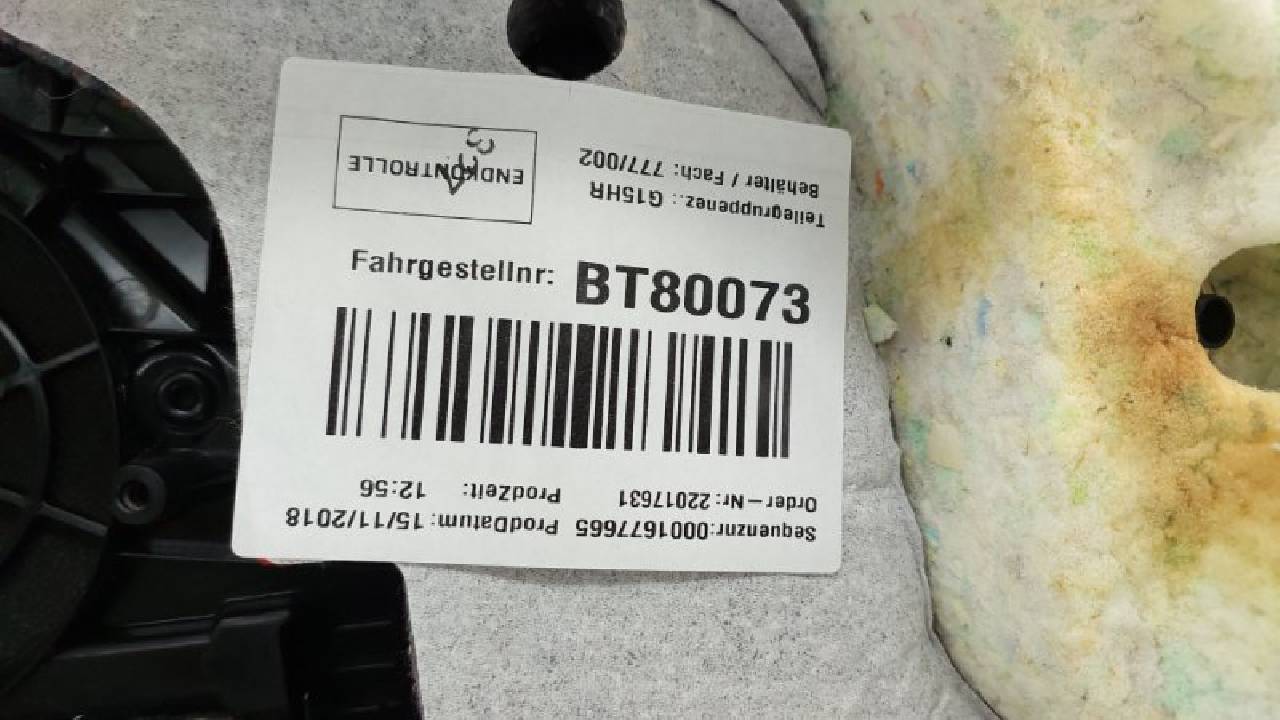 Sequenznr:0001677665 ProdDatum: 15/11/2018
Order-Nr: 22017631 ProdZeit: 12:56
Fahrgestellnr: BT80073
Teilegruppenez.: G15HR
Behälter / Fach: 777/002
ENDKONTROLLE